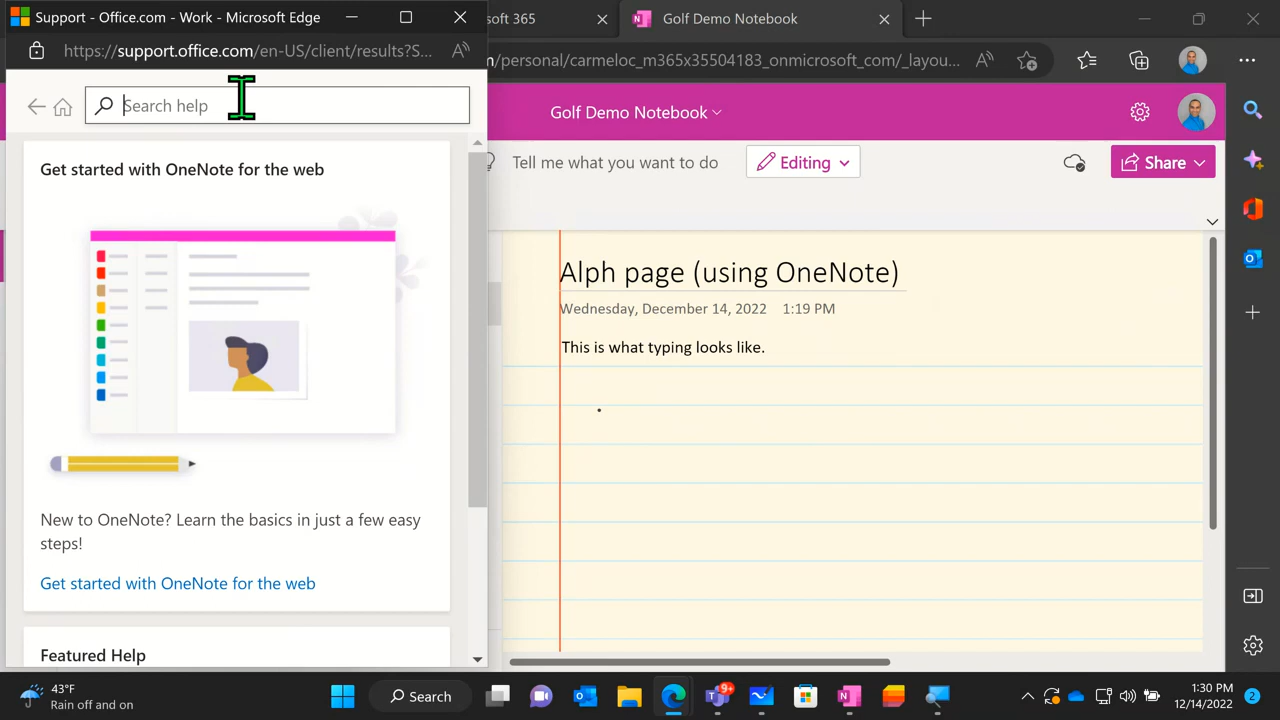 Support - Office.com - Work - Microsoft Edge
soft 365
Golf Demo Notebook
https://support.office.com/en-US/client/results?S...
m/personal/carmeloc_m365x35504183_onmicrosoft_com/_layou...
Search help
Golf Demo Notebook
Tell me what you want to do
Editing
Share
Get started with OneNote for the web
Alph page (using OneNote)
Wednesday, December 14, 2022 1:19 PM
This is what typing looks like.
New to OneNote? Learn the basics in just a few easy
steps!
Get started with OneNote for the web
Featured Help
43°F
Rain off and on
Search
9+
1:30 PM
12/14/2022
2